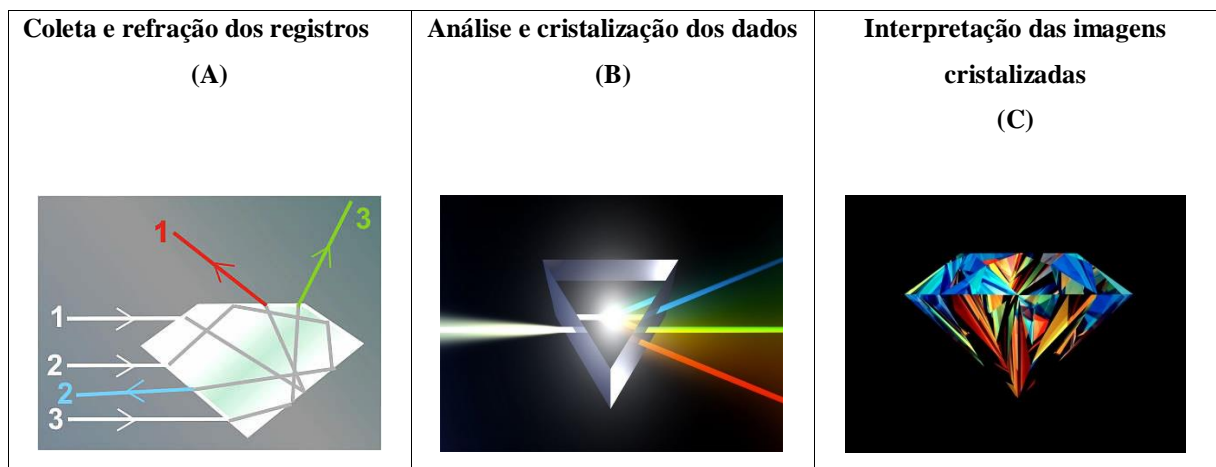 Coleta e refração dos registros
(A)
Análise e cristalização dos dados
(B)
Interpretação das imagens
cristalizadas
(C)
1
3
1
2
2
3